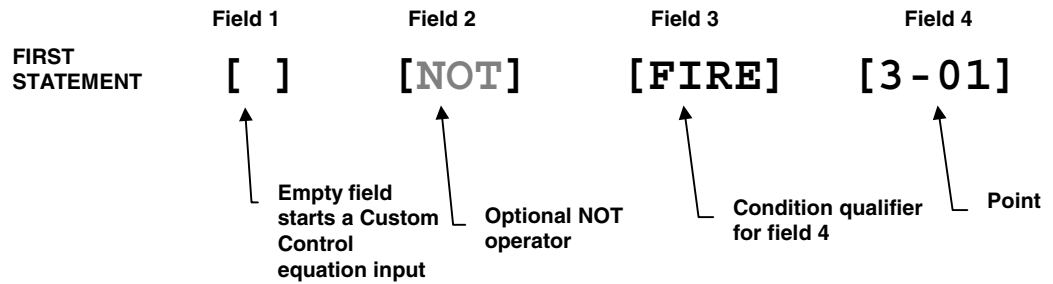 Field 1 Field 2 Field 3 Field 4
FIRST
STATEMENT
[ ] [NOT] [FIRE] [3-01]
Empty field
starts a Custom
Control
equation input
Optional NOT
operator
Condition qualifier
for field 4
Point